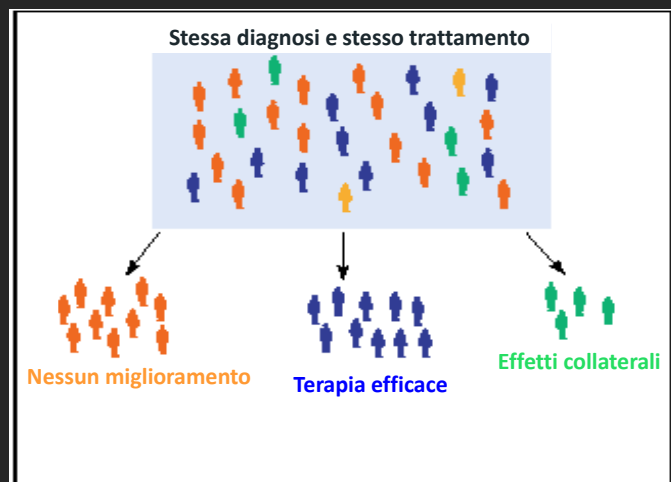 Stessa diagnosi e stesso trattamento
Nessun miglioramento
Terapia efficace
Effetti collaterali